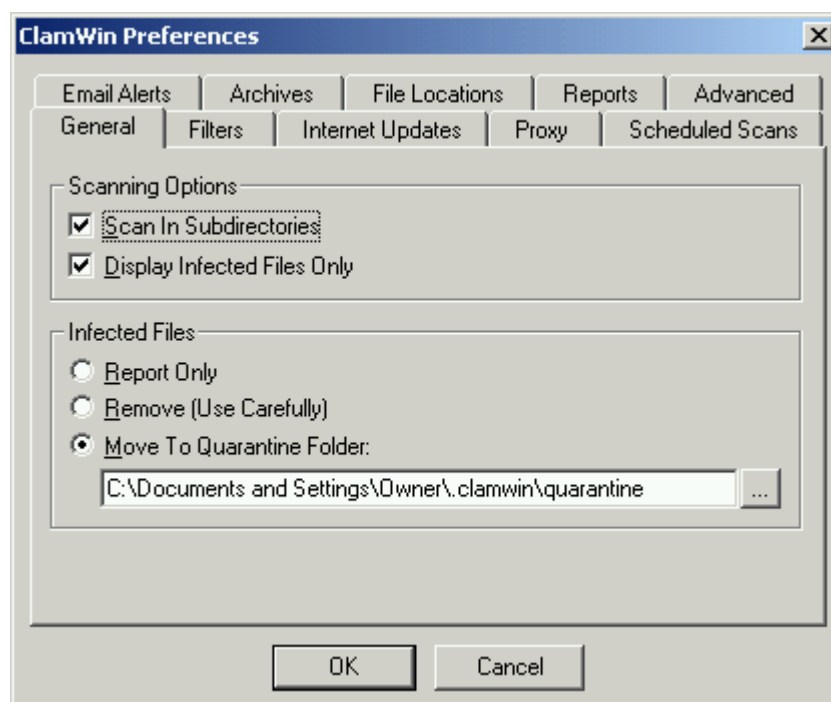 ClamWin Preferences
Email Alerts Archives File Locations Reports Advanced
General Filters Internet Updates Proxy Scheduled Scans
Scanning Options
Scan In Subdirectories
Display Infected Files Only
Infected Files
Report Only
Remove (Use Carefully)
Move To Quarantine Folder:
C:\Documents and Settings\Owner\.clamwin\quarantine
...
OK Cancel